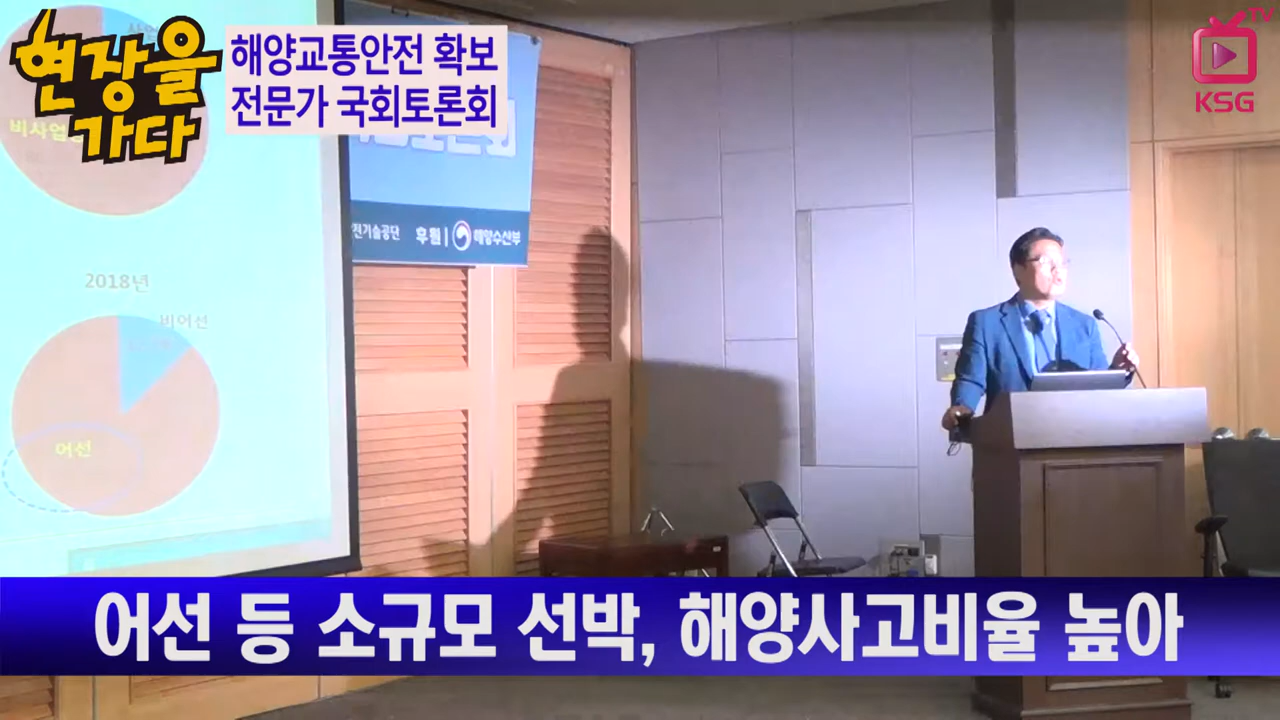 현장을
가다
해양교통안전 확보
전문가 국회토론회
TV
KSG
비사업
전기술공단 후원 | 해양수산부
2018년
비어선
어선
어선 등 소규모 선박, 해양사고비율 높아